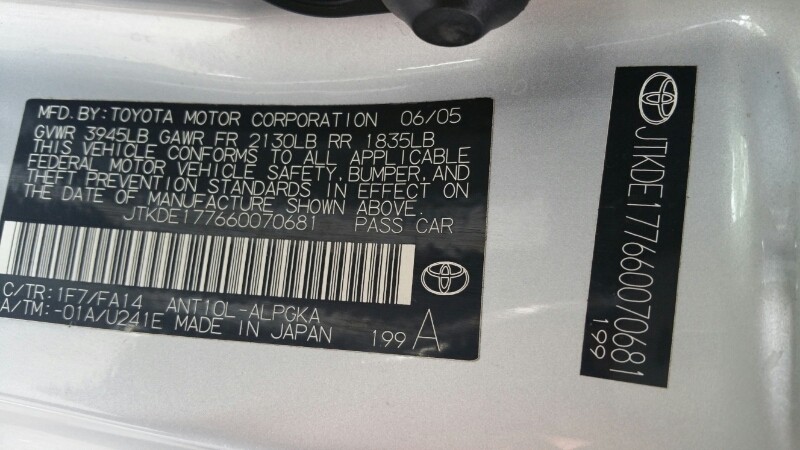 MFD.BY:TOYOTA MOTOR CORPORATION 06/05
GVWR 3945LB GAWR FR 2130LB RR 1835LB
THIS VEHICLE CONFORMS TO ALL APPLICABLE
FEDERAL MOTOR VEHICLE SAFETY,BUMPER,AND
THEFT PREVENTION STANDARDS IN EFFECT ON
THE DATE OF MANUFACTURE SHOWN ABOVE.
JTKDE177660070681 PASS CAR
C/TR:1F7/FA14 ANT10L-ALPGKA
A/TM:-01A/U241E MADE IN JAPAN 199 A
JTKDE177660070681
199